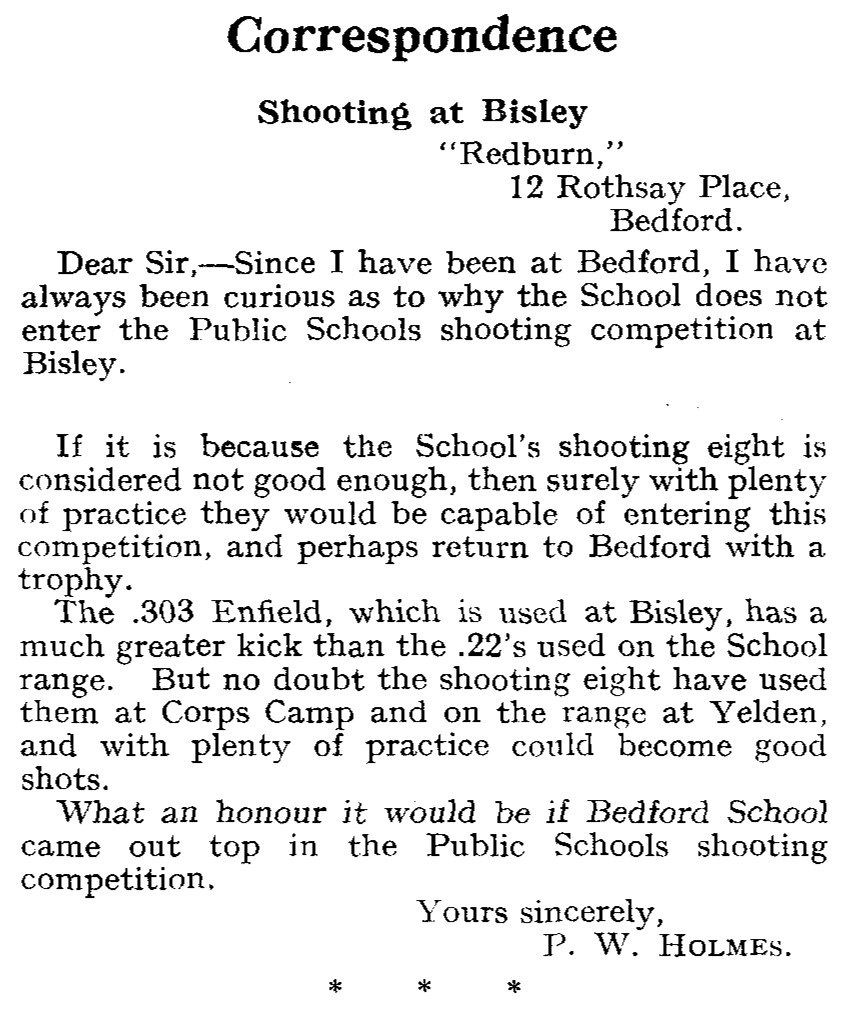 Correspondence
Shooting at Bisley
"Redburn,"
12 Rothsay Place,
Bedford.
Dear Sir,—Since I have been at Bedford, I have
always been curious as to why the School does not
enter the Public Schools shooting competition at
Bisley.
If it is because the School's shooting eight is
considered not good enough, then surely with plenty
of practice they would be capable of entering this
competition, and perhaps return to Bedford with a
trophy.
The .303 Enfield, which is used at Bisley, has a
much greater kick than the .22's used on the School
range. But no doubt the shooting eight have used
them at Corps Camp and on the range at Yelden,
and with plenty of practice could become good
shots.
What an honour it would be if Bedford School
came out top in the Public Schools shooting
competition.
Yours sincerely,
P. W. HOLMES.
* * *